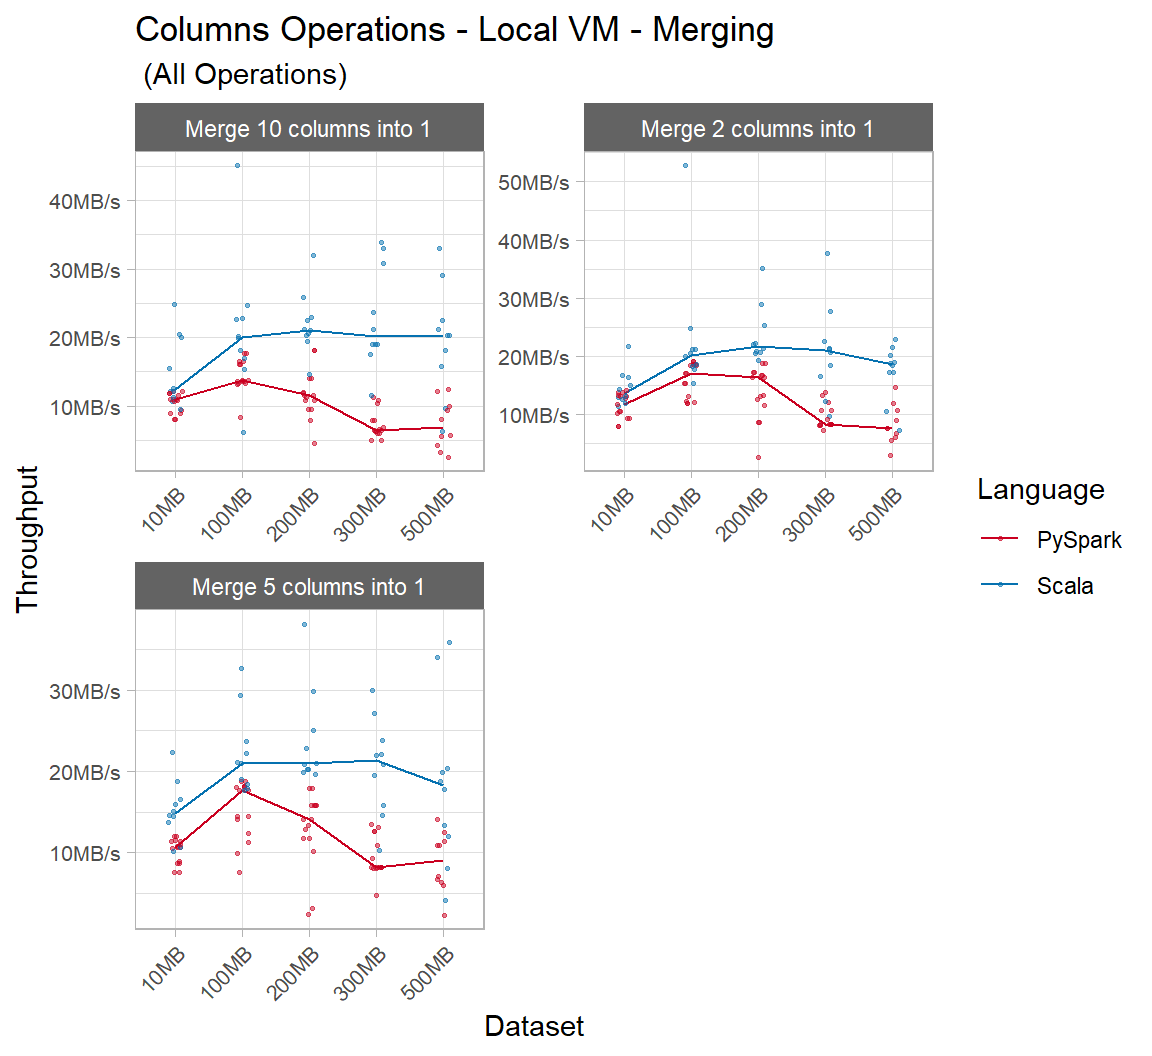 Columns Operations - Local VM - Merging
(All Operations)
Merge 10 columns into 1
40MB/s
30MB/s
20MB/s
10MB/s
10MB
100MB
200MB
300MB
500MB
Merge 2 columns into 1
50MB/s
40MB/s
30MB/s
20MB/s
10MB/s
10MB
100MB
200MB
300MB
500MB
Merge 5 columns into 1
30MB/s
20MB/s
10MB/s
10MB
100MB
200MB
300MB
500MB
Throughput
Dataset
Language
PySpark
Scala